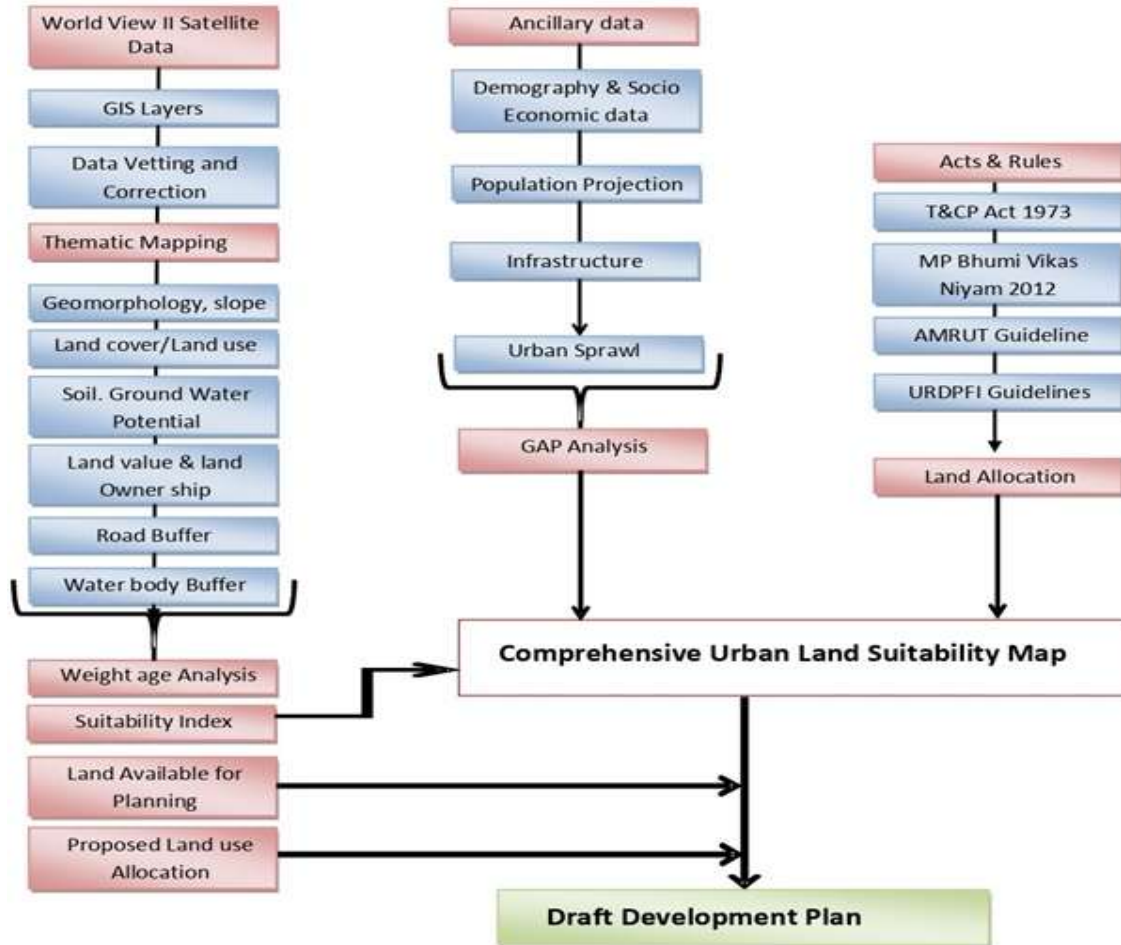 World View II Satellite
Data
GIS Layers
Data Vetting and
Correction
Thematic Mapping
Geomorphology, slope
Land cover/Land use
Soil. Ground Water
Potential
Land value & land
Owner ship
Road Buffer
Water body Buffer
Weight age Analysis
Suitability Index
Land Available for
Planning
Proposed Land use
Allocation
Ancillary data
Demography & Socio
Economic data
Population Projection
Infrastructure
Urban Sprawl
GAP Analysis
Acts & Rules
T&CP Act 1973
MP Bhumi Vikas
Niyam 2012
AMRUT Guideline
URDPFI Guidelines
Land Allocation
Comprehensive Urban Land Suitability Map
Draft Development Plan